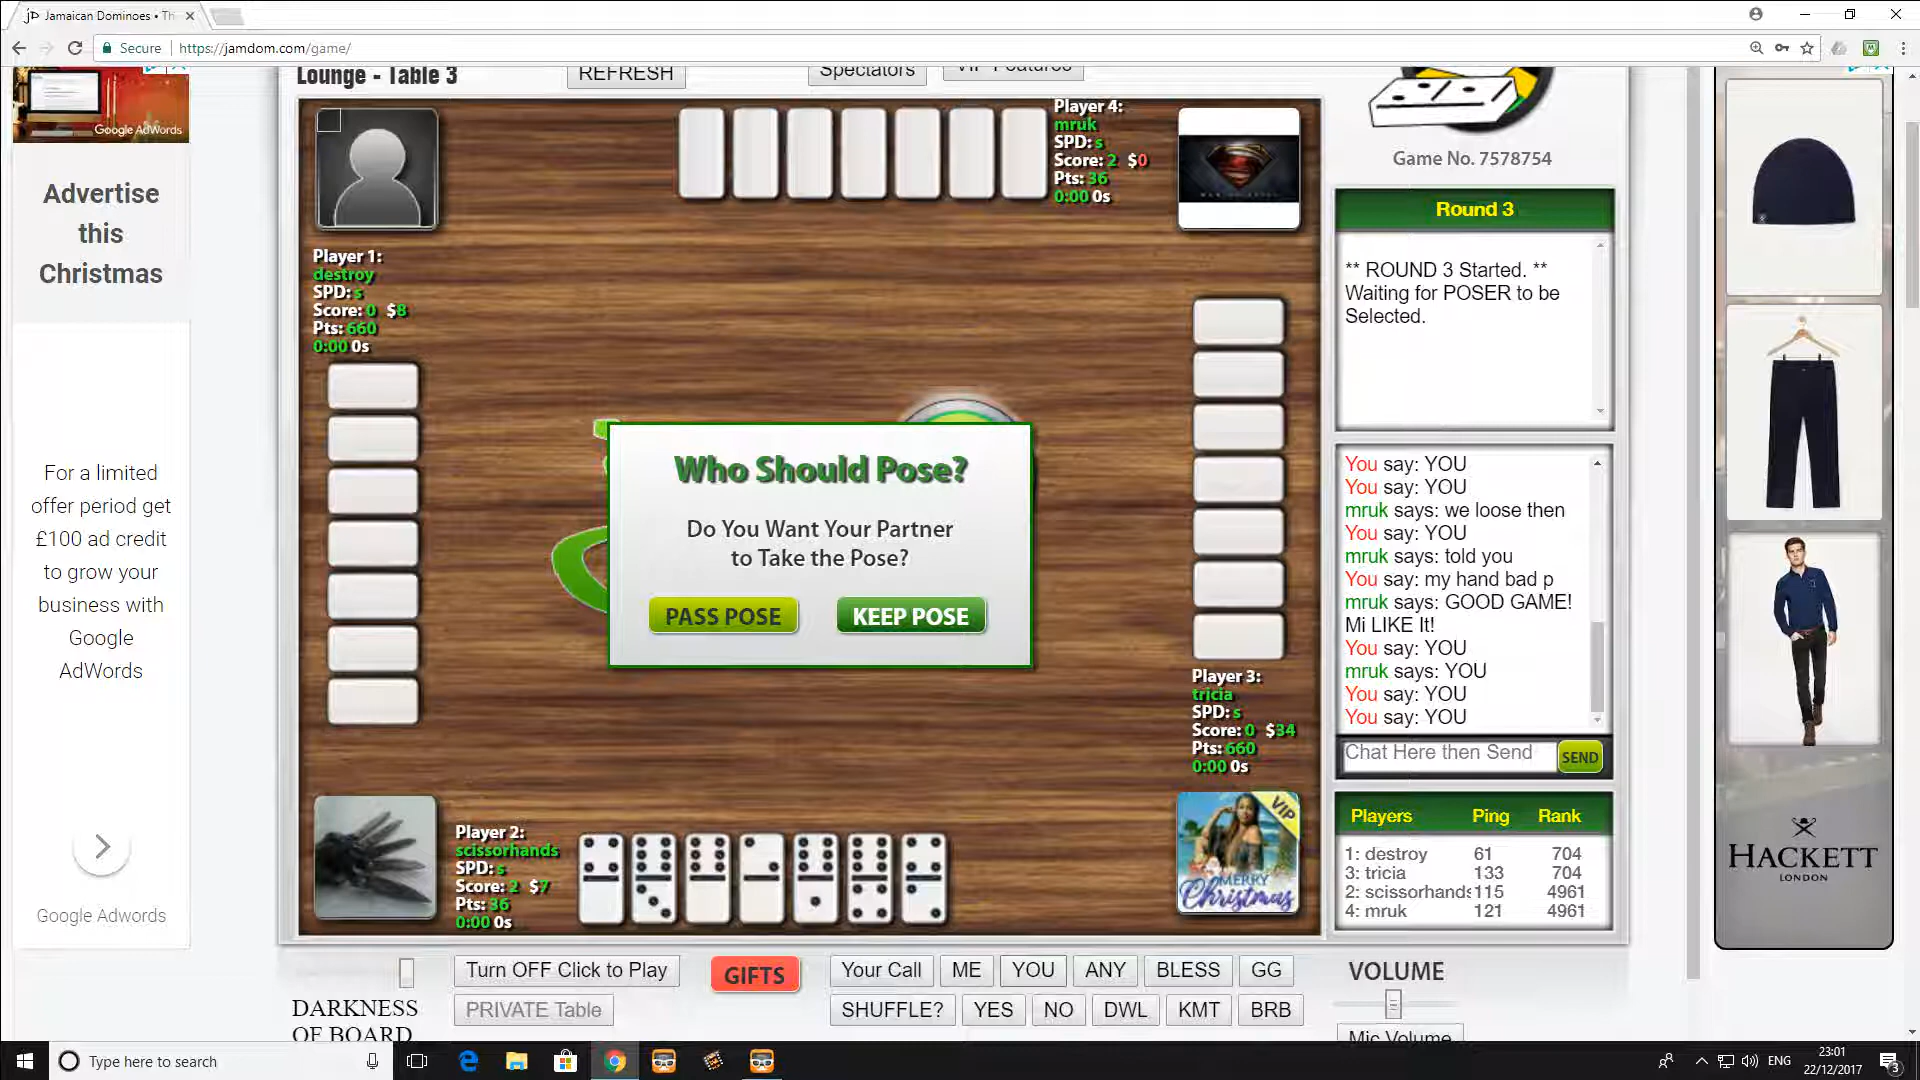 Jamaican Dominoes • Th
Secure
https://jamdom.com/game/
Lounge - Table 3
REFRESH
Spectators
VIP Features
Google AdWords
Advertise
this
Christmas
For a limited
offer period get
£100 ad credit
to grow your
business with
Google
AdWords
Google Adwords
Player 4:
mruk
SPD: s
Score: 2 $0
Pts: 36
0:00 0s
Player 1:
destroy
SPD: s
Score: 0 $8
Pts: 660
0:00 0s
Who Should Pose?
Do You Want Your Partner
to Take the Pose?
PASS POSE
KEEP POSE
Player 3:
tricia
SPD: s
Score: 0 $34
Pts: 660
0:00 0s
VIP
MERRY
Christmas
Player 2:
scissorhands
SPD: s
Score: 2 $7
Pts: 36
0:00 0s
Game No. 7578754
Round 3
** ROUND 3 Started. **
Waiting for POSER to be
Selected.
You say: YOU
You say: YOU
mruk says: we loose then
You say: YOU
mruk says: told you
You say: my hand bad p
mruk says: GOOD GAME!
Mi LIKE It!
You say: YOU
mruk says: YOU
You say: YOU
You say: YOU
Chat Here then Send
SEND
Players Ping Rank
1: destroy 61 704
3: tricia 133 704
2: scissorhands 115 4961
4: mruk 121 4961
HACKETT
LONDON
DARKNESS
OF BOARD
Turn OFF Click to Play
PRIVATE Table
GIFTS
Your Call
ME
YOU
ANY
BLESS
GG
SHUFFLE?
YES
NO
DWL
KMT
BRB
VOLUME
Mic Volume
Type here to search
ENG
23:01
22/12/2017
3